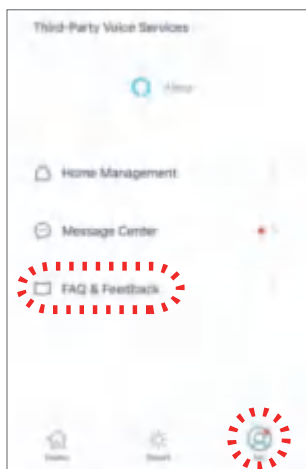 Third-Party Voice Services
Alexa
Home Management
Message Center
FAQ & Feedback